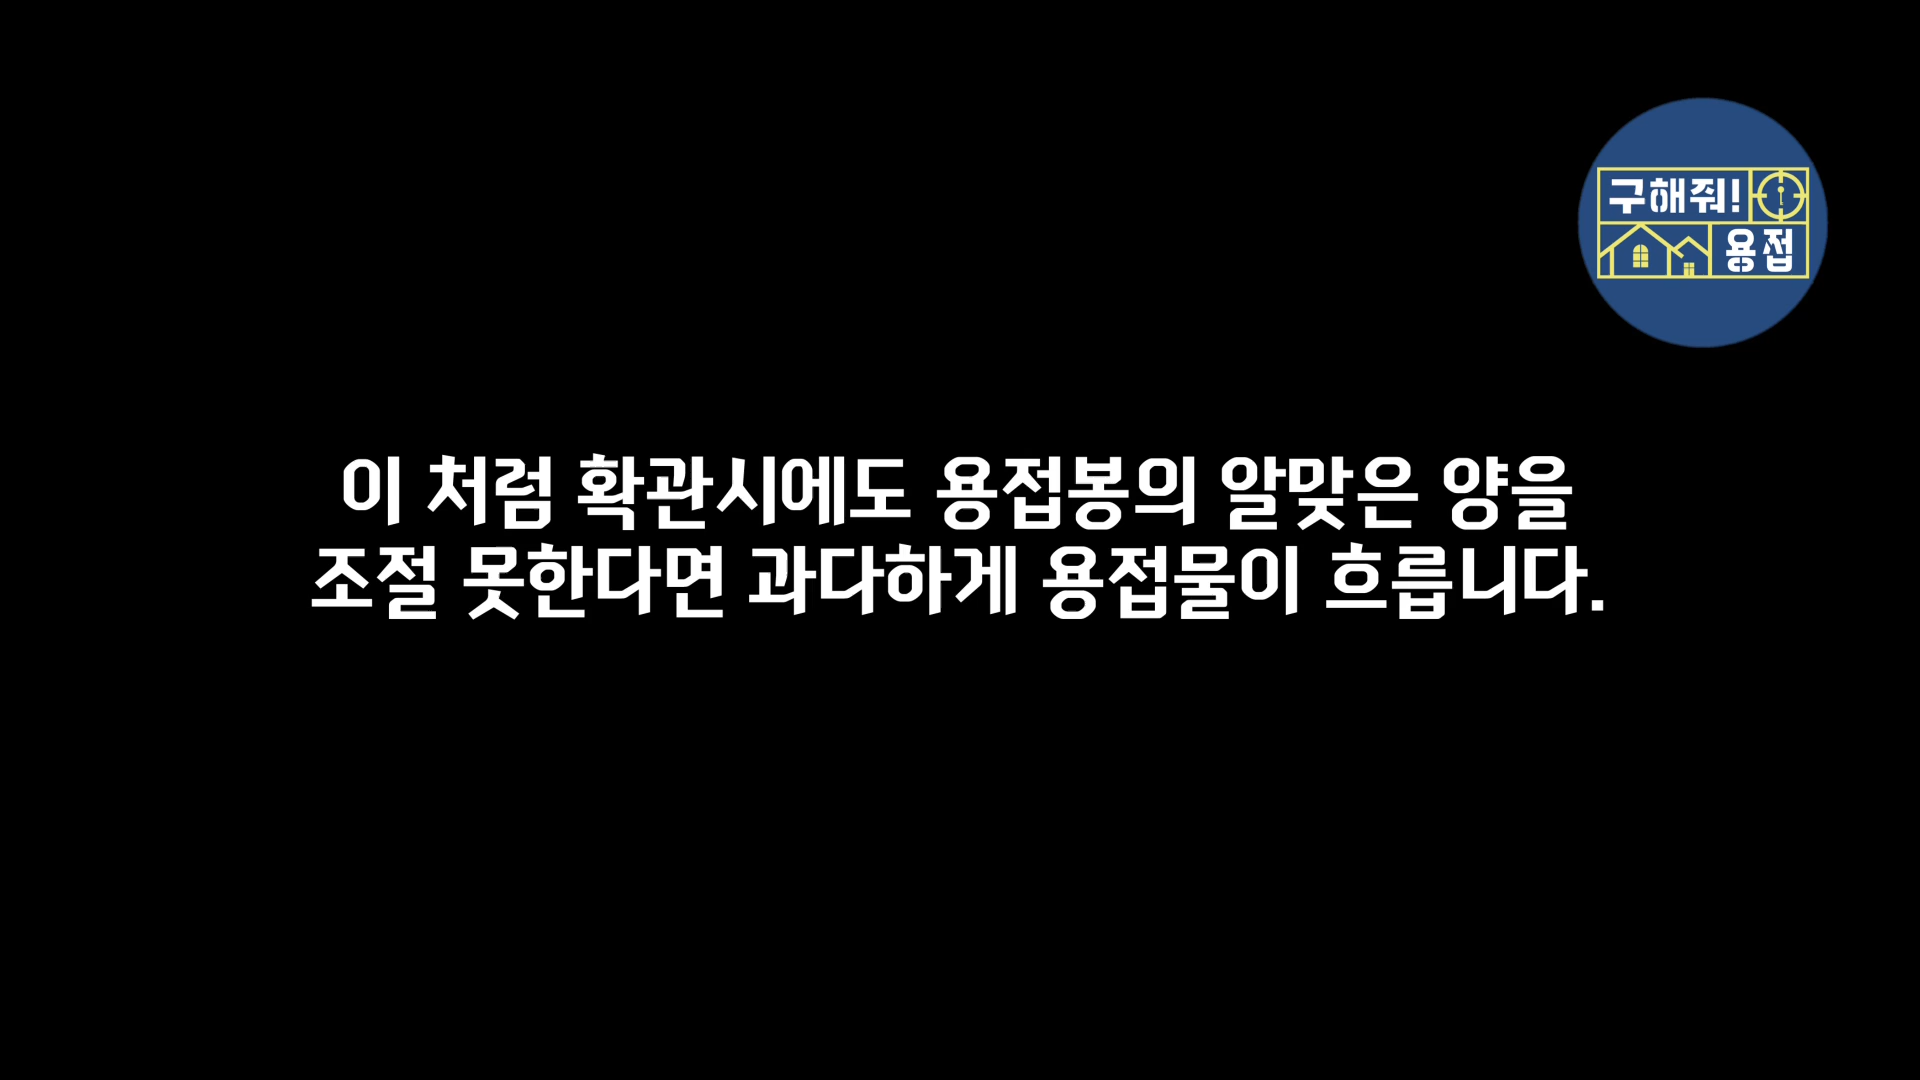 구해줘!
용접
이 처럼 확관시에도 용접봉의 알맞은 양을
조절 못한다면 과다하게 용접물이 흐릅니다.